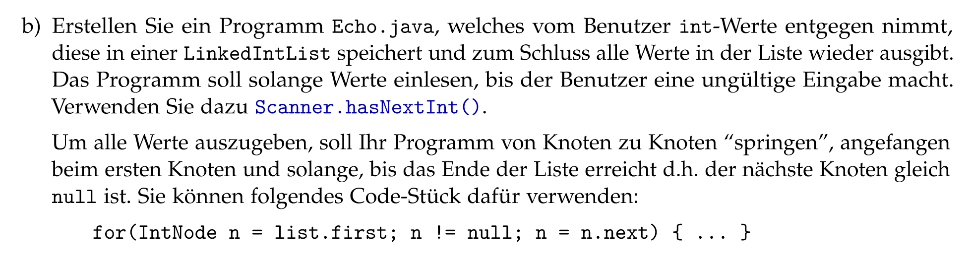 b) Erstellen Sie ein Programm Echo.java, welches vom Benutzer int-Werte entgegen nimmt,
diese in einer LinkedIntList speichert und zum Schluss alle Werte in der Liste wieder ausgibt.
Das Programm soll solange Werte einlesen, bis der Benutzer eine ungültige Eingabe macht.
Verwenden Sie dazu Scanner.hasNextInt().
Um alle Werte auszugeben, soll Ihr Programm von Knoten zu Knoten “springen”, angefangen
beim ersten Knoten und solange, bis das Ende der Liste erreicht d.h. der nächste Knoten gleich
null ist. Sie können folgendes Code-Stück dafür verwenden:
for(IntNode n = list.first; n != null; n = n.next) { ... }